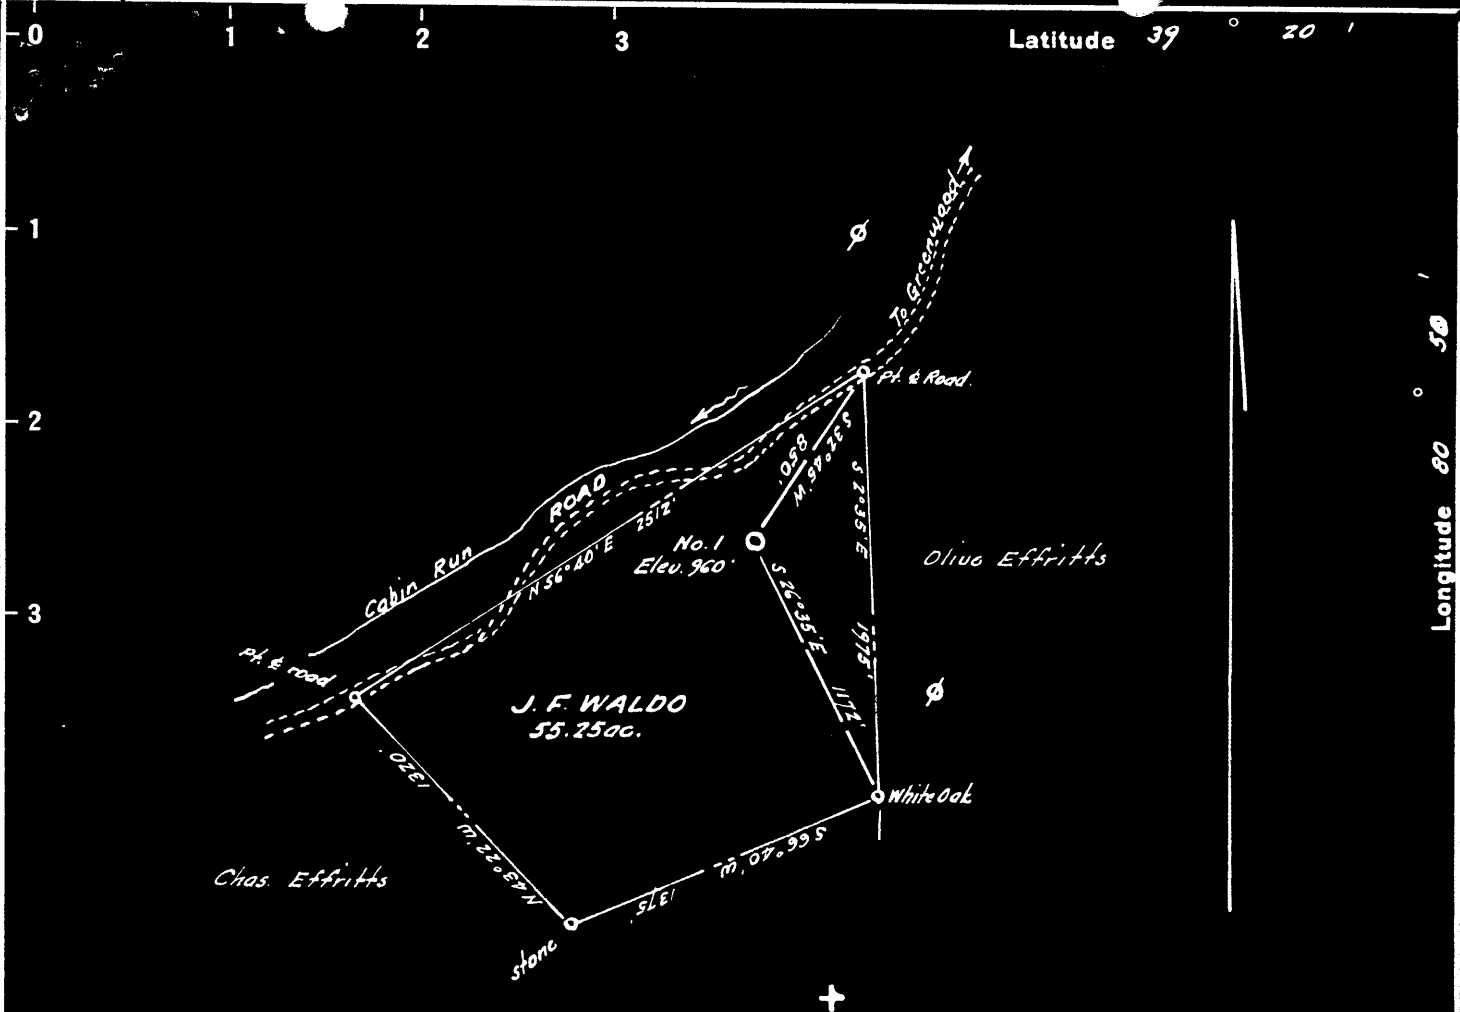 0 1 2 3
Latitude 39 ° 20 '
1
2
3
Longitude 80 ° 50 '
To Greenwood
Pt. ¢ Road.
S 32°45' W
850'
S 2°35' E
1975'
ROAD
Cabin Run
N 56°40' E
2512'
No. 1
Elev. 960'
S 26°35' E
1172'
Olive Effritts
Pt. ¢ road
J. F. WALDO
55.25 ac.
White Oak
S 66°40' W
1375'
1320'
N 43°22' W
Chas. Effritts
stone